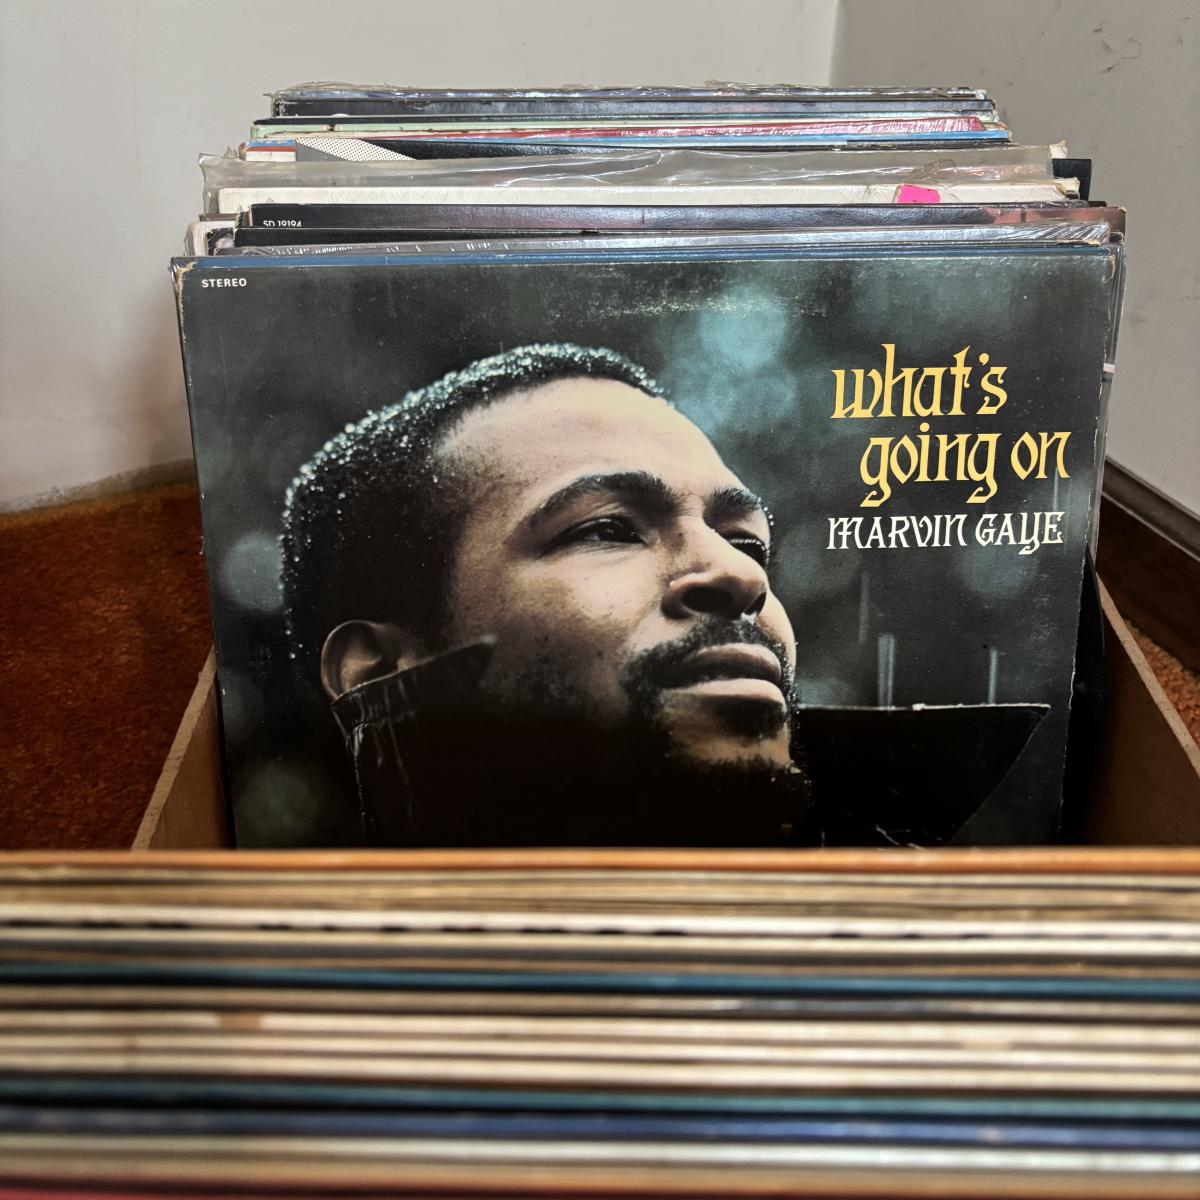 SD 19194
STEREO
what's
going on
MARVIN GAYE